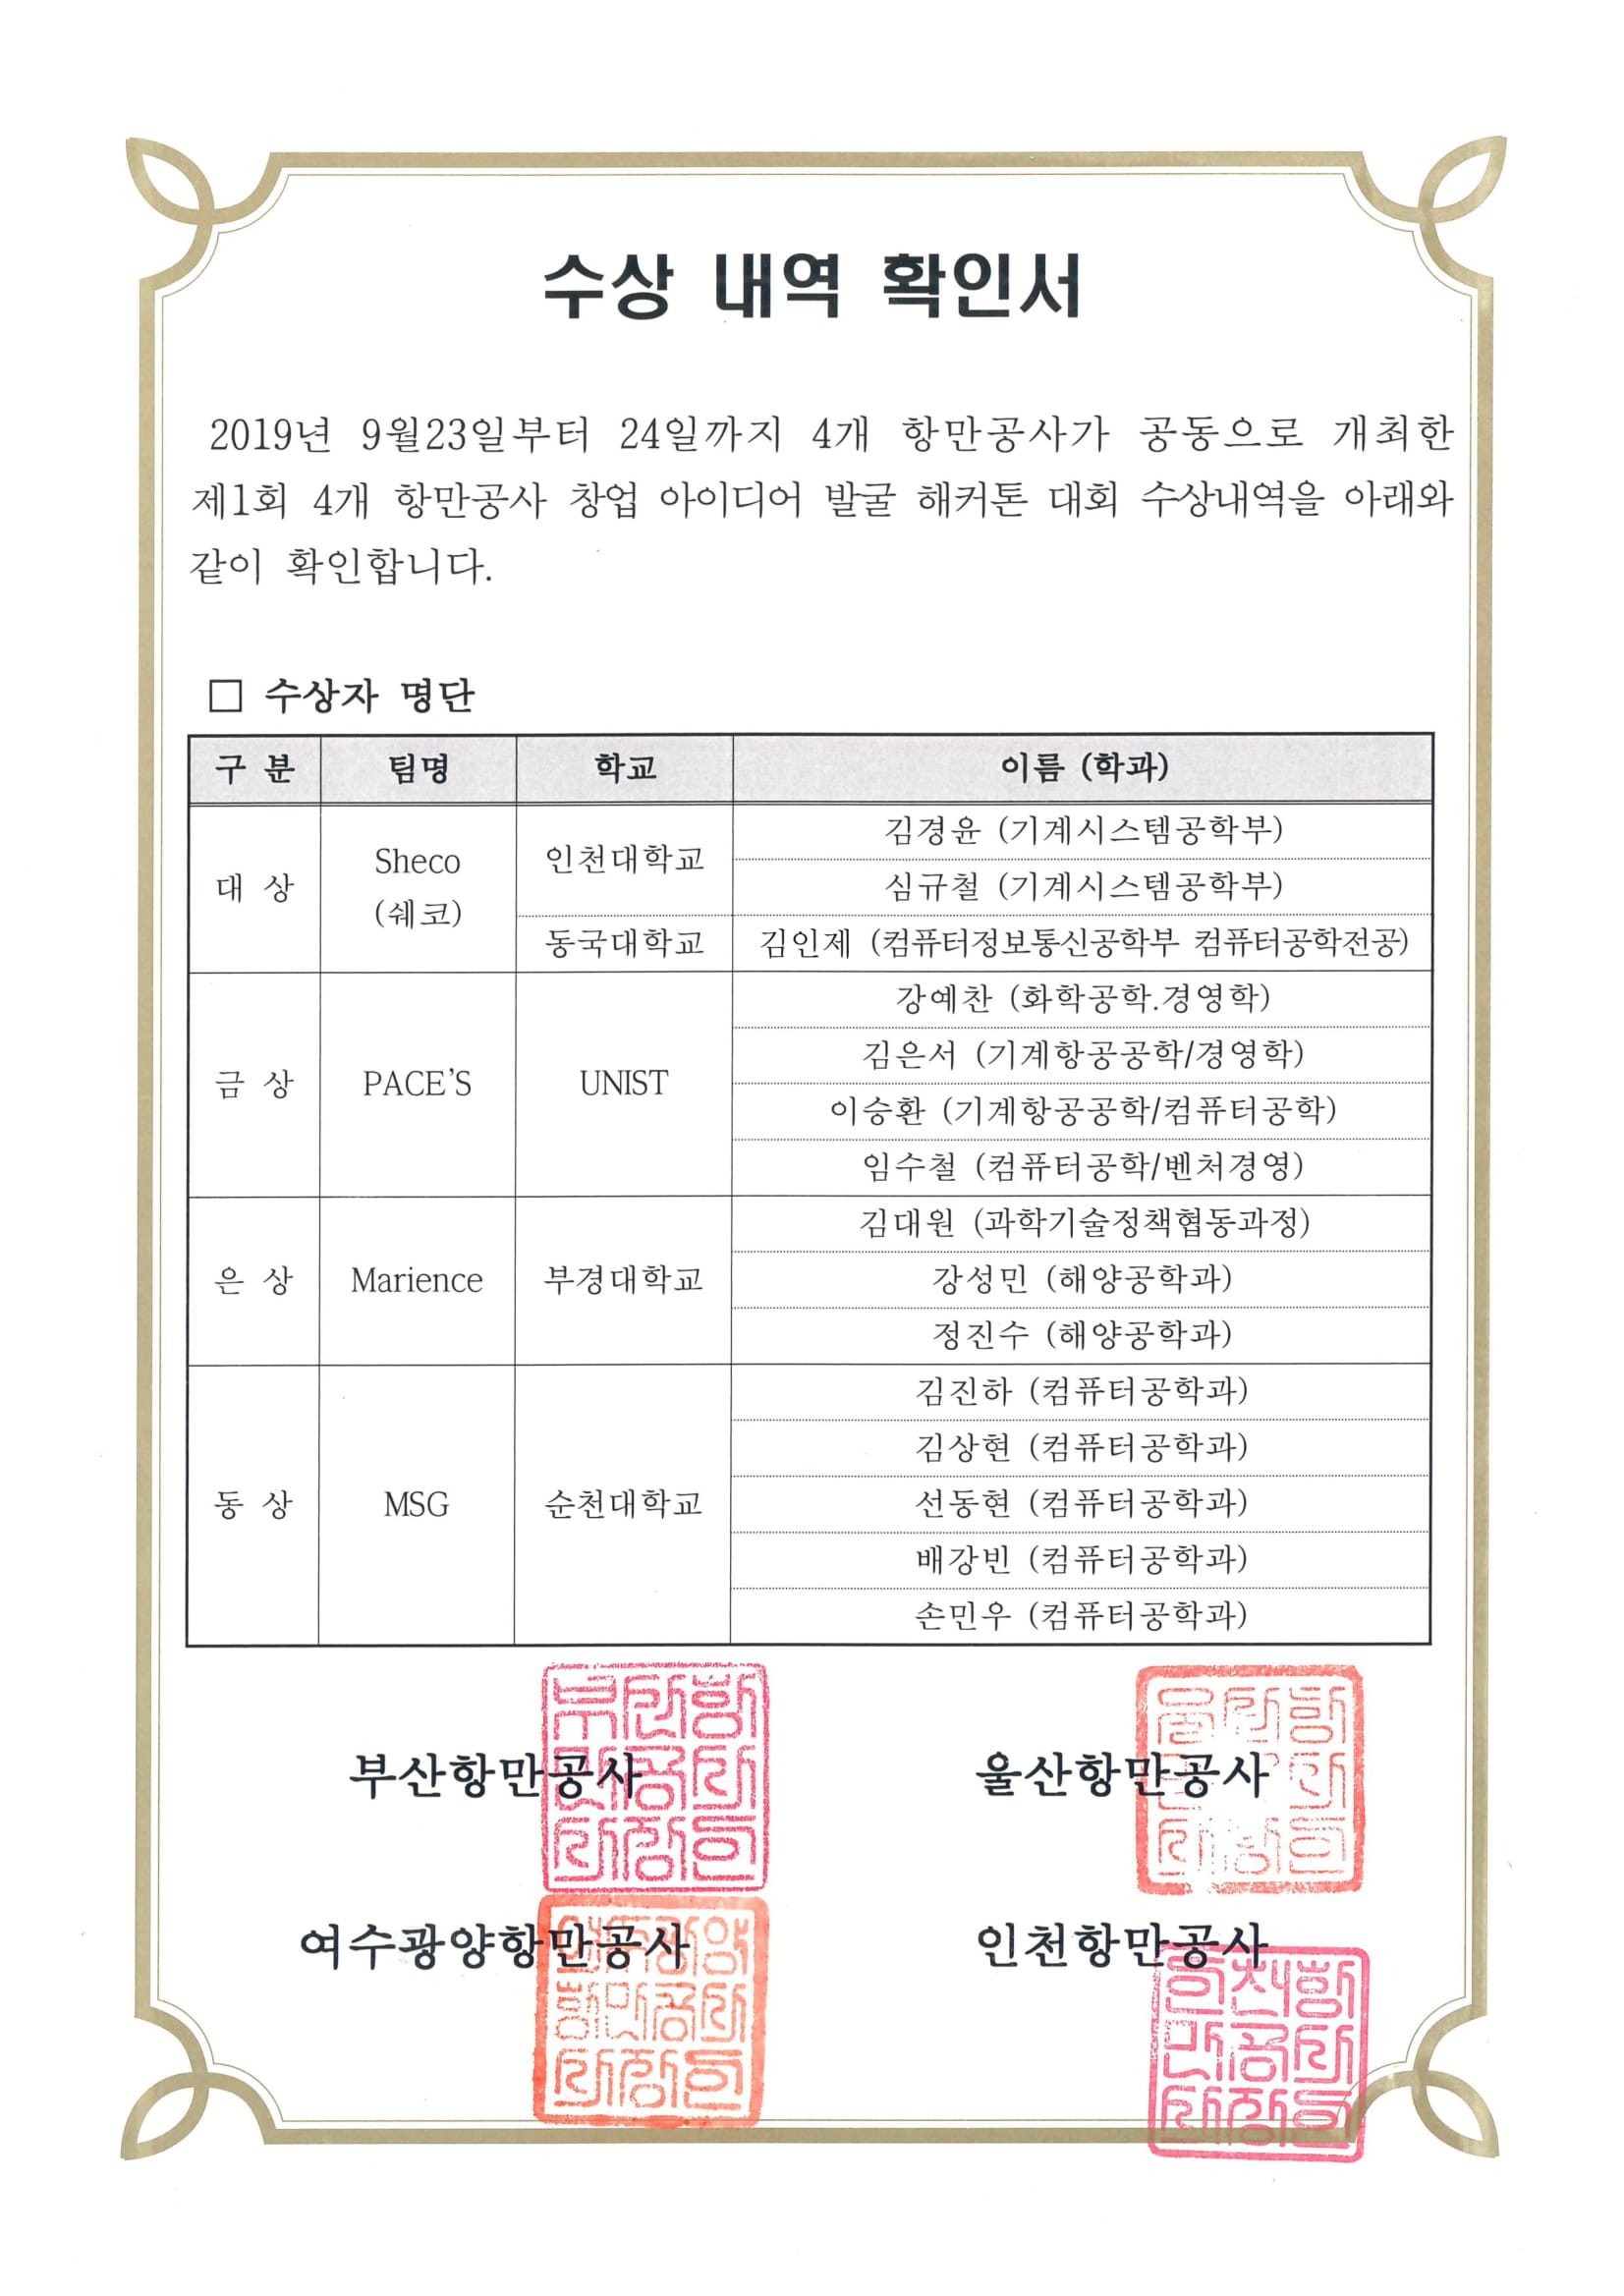 수상 내역 확인서
2019년 9월23일부터 24일까지 4개 항만공사가 공동으로 개최한
제1회 4개 항만공사 창업 아이디어 발굴 해커톤 대회 수상내역을 아래와
같이 확인합니다.
□ 수상자 명단
구 분 팀명 학교 이름 (학과)
대 상 Sheco (쉐코) 인천대학교 김경윤 (기계시스템공학부)
심규철 (기계시스템공학부)
동국대학교 김인제 (컴퓨터정보통신공학부 컴퓨터공학전공)
금 상 PACE'S UNIST 강예찬 (화학공학.경영학)
김은서 (기계항공공학/경영학)
이승환 (기계항공공학/컴퓨터공학)
임수철 (컴퓨터공학/벤처경영)
은 상 Marience 부경대학교 김대원 (과학기술정책협동과정)
강성민 (해양공학과)
정진수 (해양공학과)
동 상 MSG 순천대학교 김진하 (컴퓨터공학과)
김상현 (컴퓨터공학과)
선동현 (컴퓨터공학과)
배강빈 (컴퓨터공학과)
손민우 (컴퓨터공학과)
부산항만공사 울산항만공사
여수광양항만공사 인천항만공사